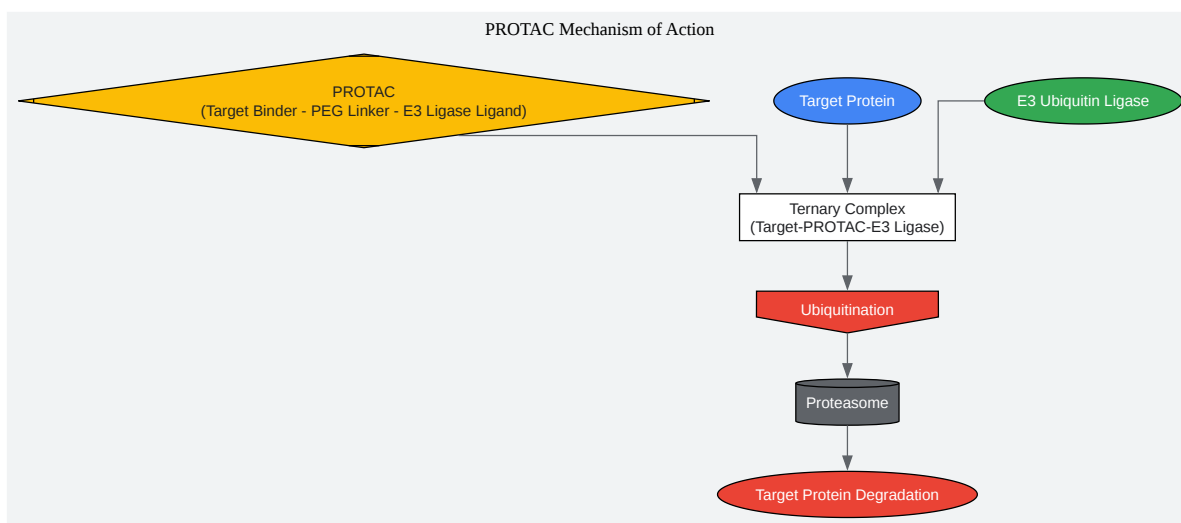 PROTAC Mechanism of Action
PROTAC
(Target Binder - PEG Linker - E3 Ligase Ligand)
Target Protein
E3 Ubiquitin Ligase
Ternary Complex
(Target-PROTAC-E3 Ligase)
Ubiquitination
Proteasome
Target Protein Degradation